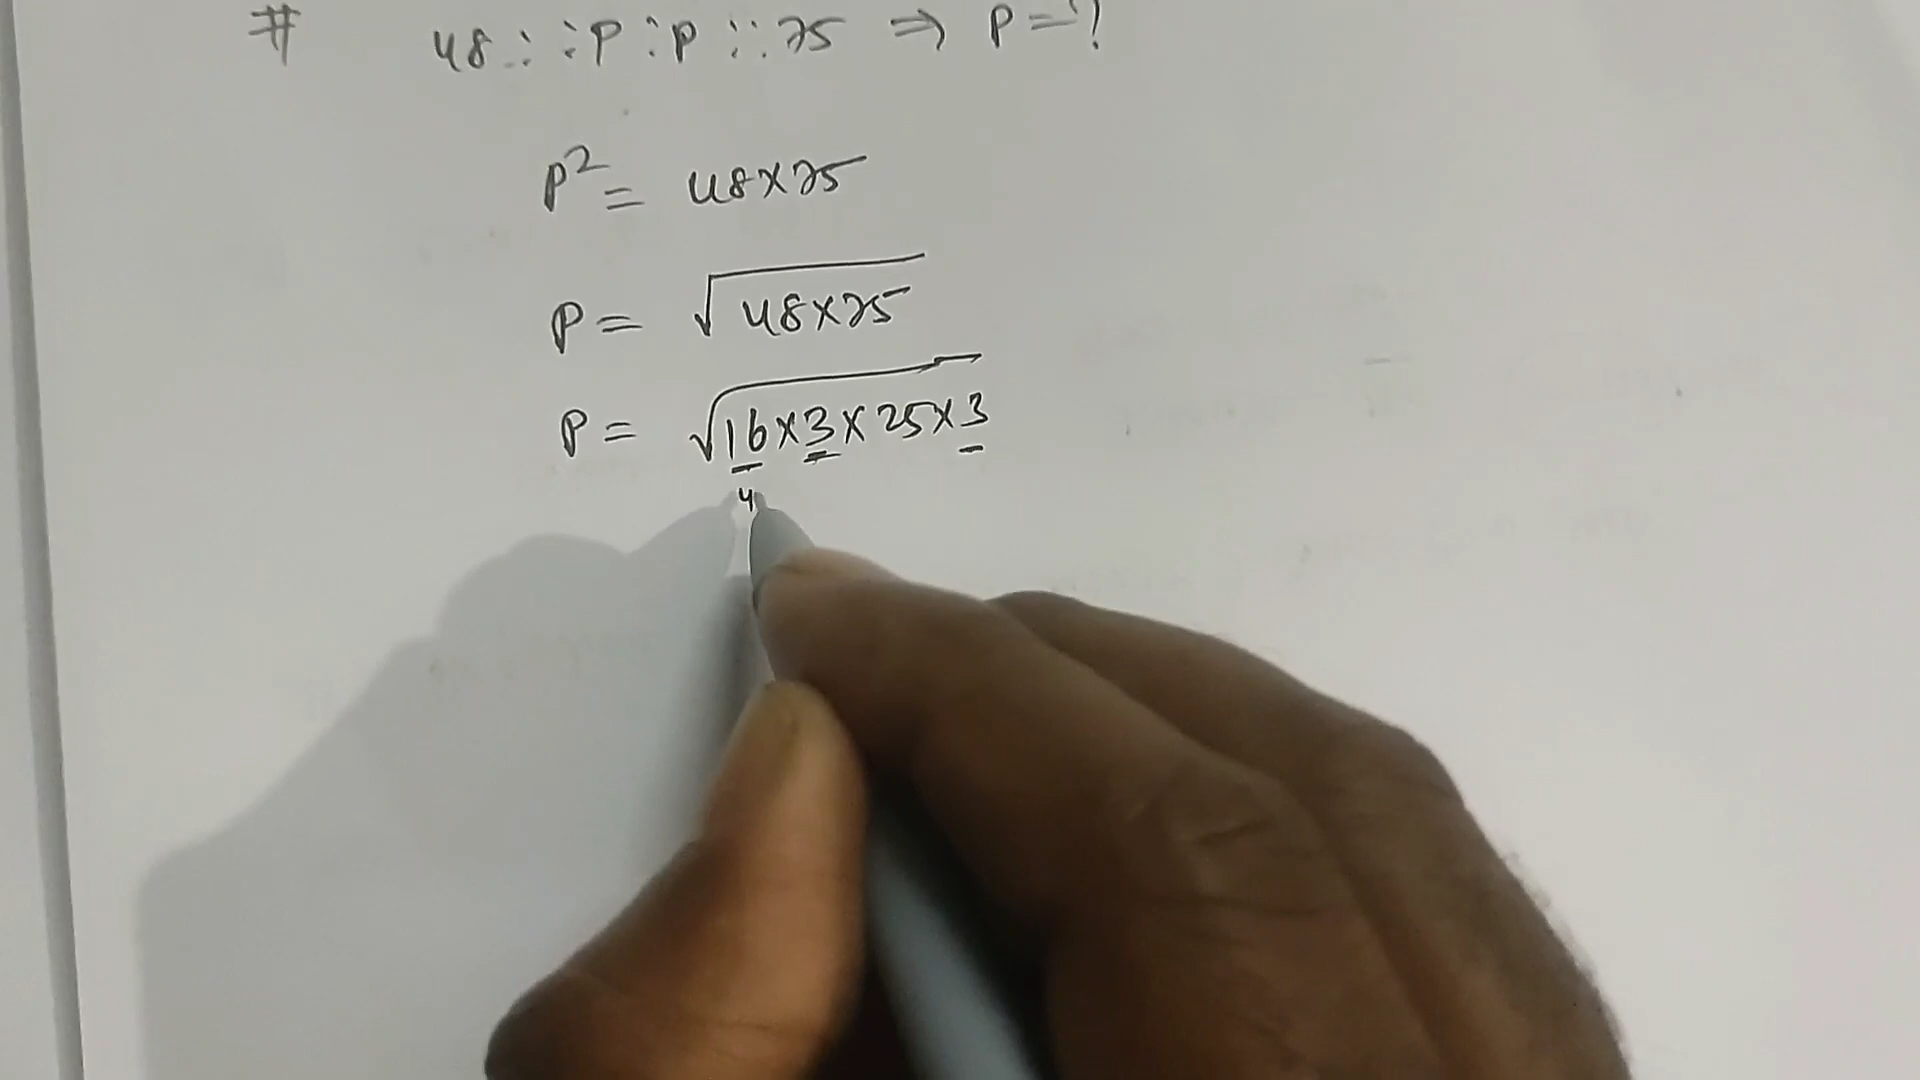 # 48 : : P : P : : 75 ⇒ P = ?
P² = 48×75
P = √48×75
P = √16×3×25×3
4